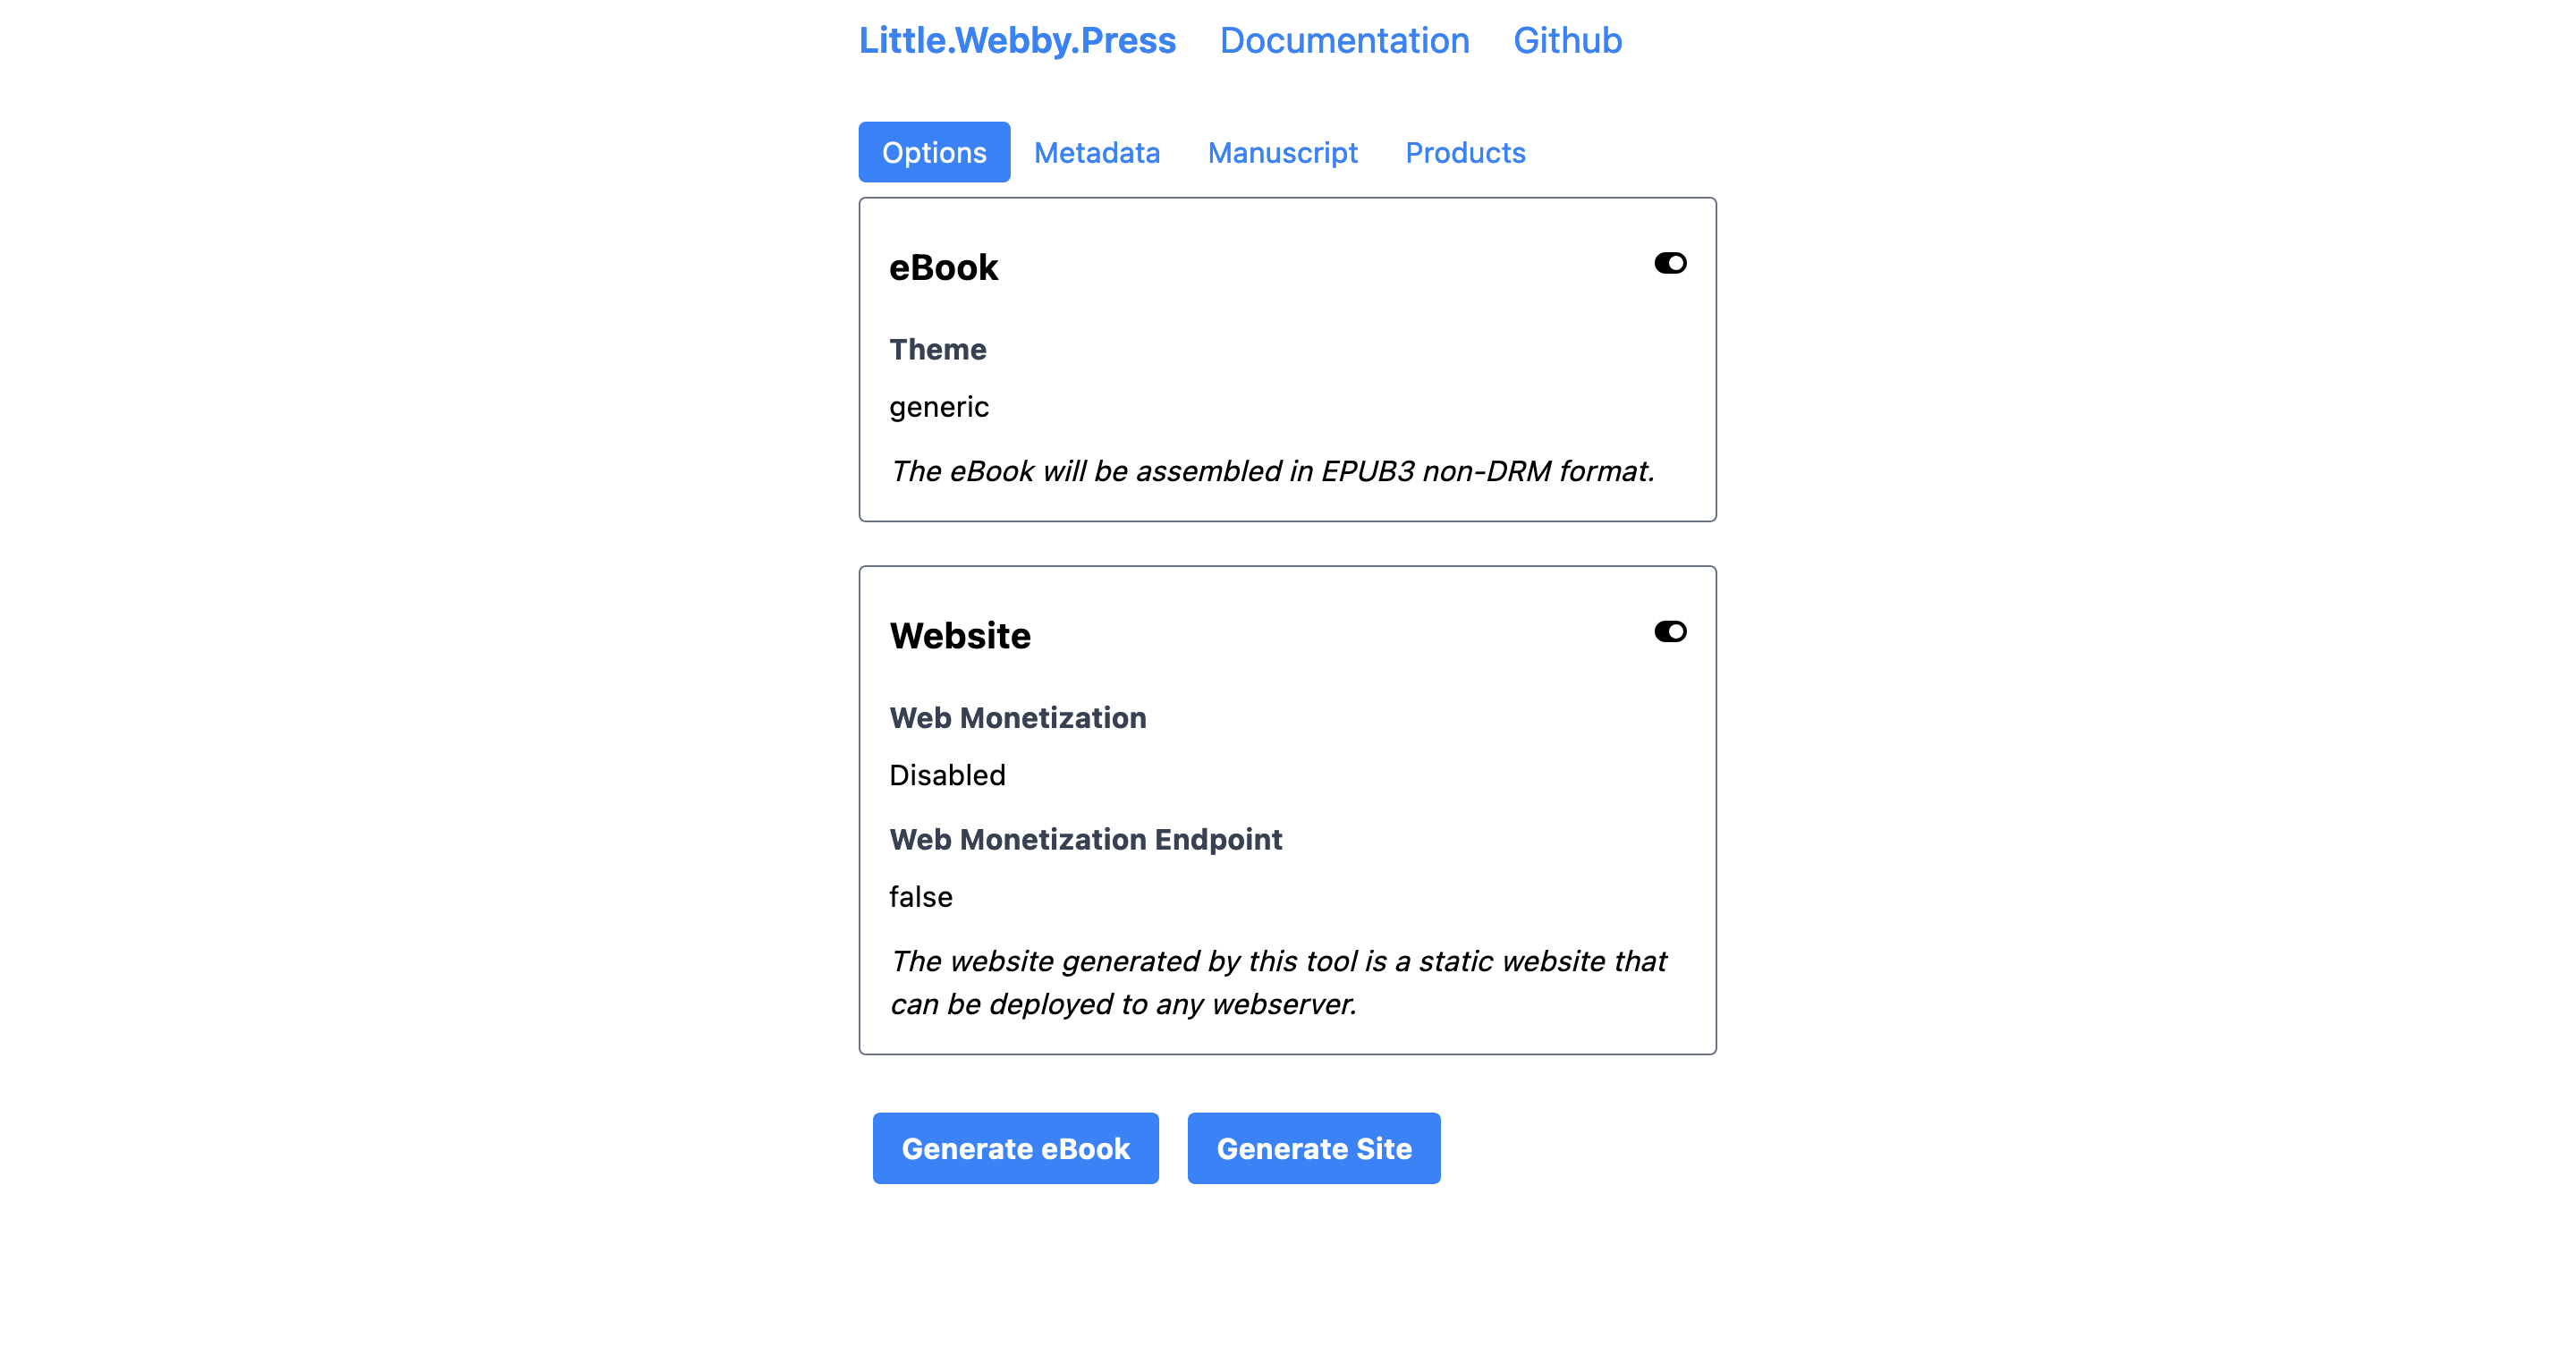 Little.Webby.Press Documentation Github
Options Metadata Manuscript Products
eBook
Theme
generic
The eBook will be assembled in EPUB3 non-DRM format.
Website
Web Monetization
Disabled
Web Monetization Endpoint
false
The website generated by this tool is a static website that
can be deployed to any webserver.
Generate eBook Generate Site